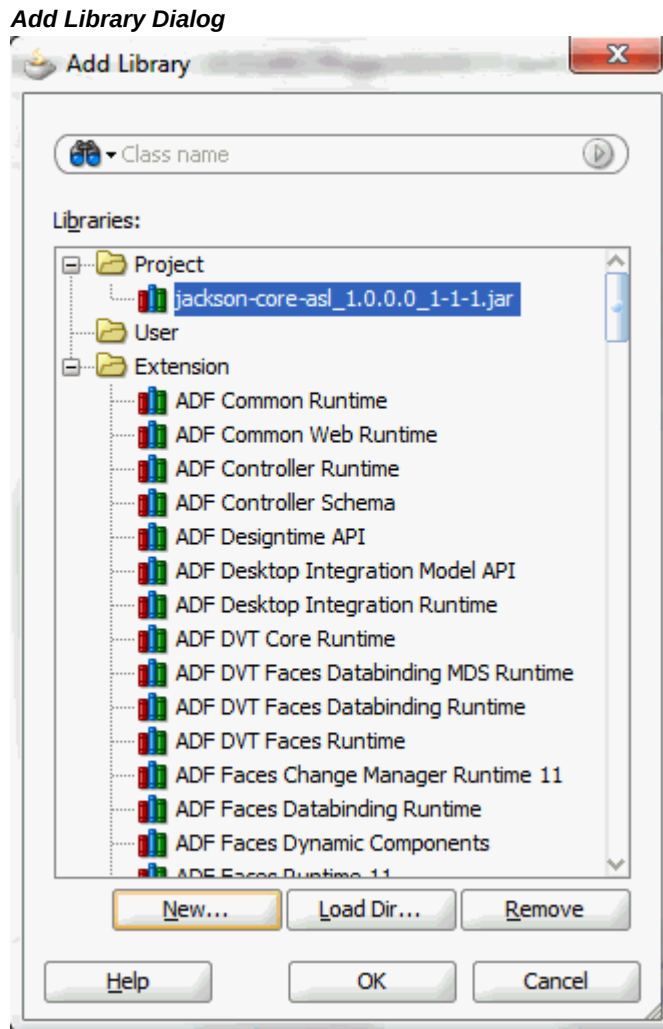 Add Library Dialog
Add Library
Class name
Libraries:
Project
jackson-core-asl_1.0.0.0_1-1-1.jar
User
Extension
ADF Common Runtime
ADF Common Web Runtime
ADF Controller Runtime
ADF Controller Schema
ADF Designtime API
ADF Desktop Integration Model API
ADF Desktop Integration Runtime
ADF DVT Core Runtime
ADF DVT Faces Databinding MDS Runtime
ADF DVT Faces Databinding Runtime
ADF DVT Faces Runtime
ADF Faces Change Manager Runtime 11
ADF Faces Databinding Runtime
ADF Faces Dynamic Components
ADF Faces Runtime 11
New... Load Dir... Remove
Help OK Cancel